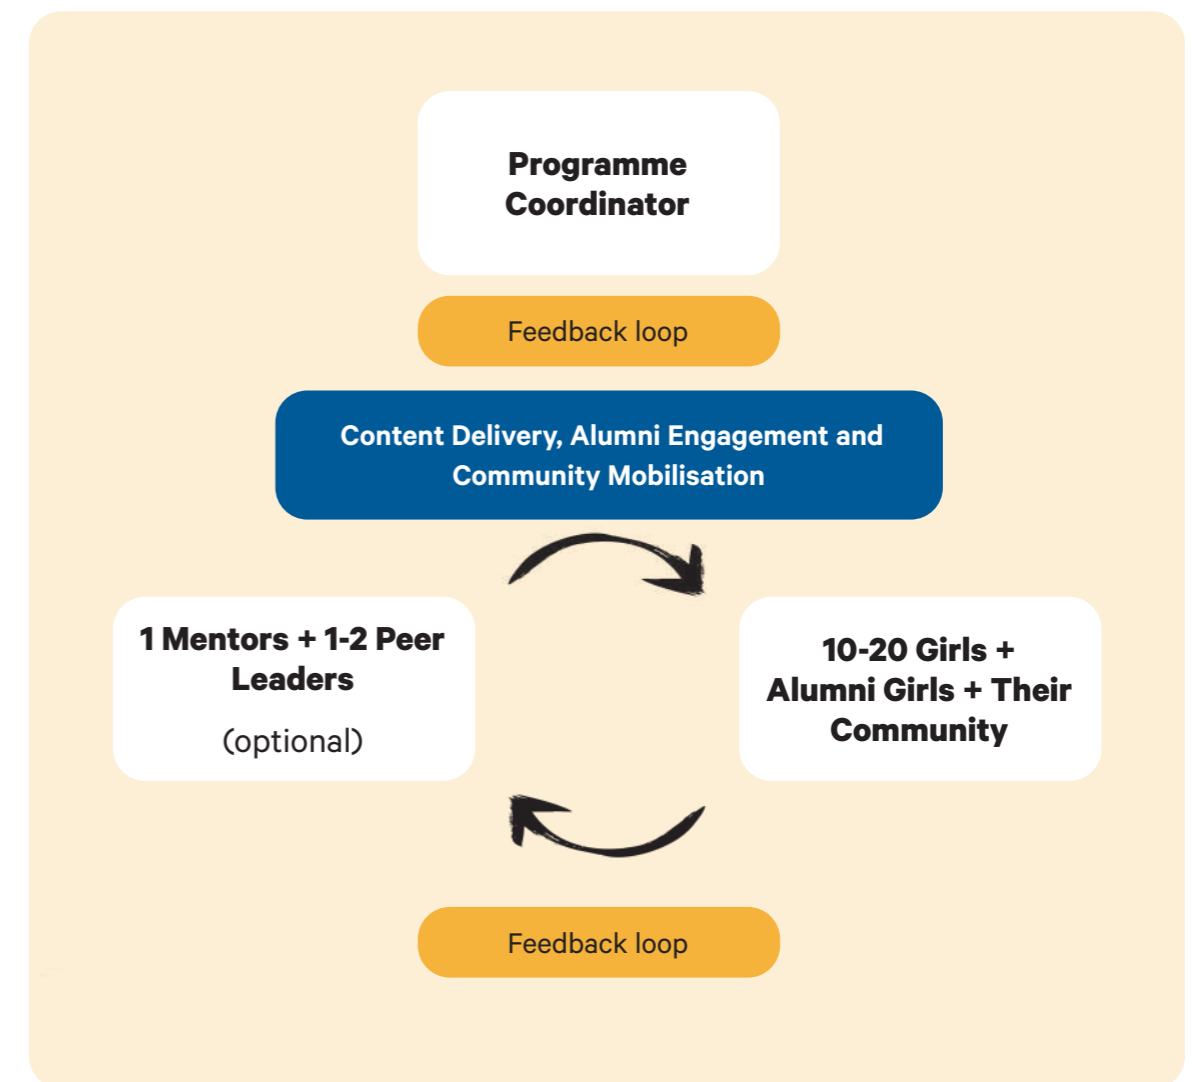 Programme
Coordinator
Feedback loop
Content Delivery, Alumni Engagement and
Community Mobilisation
1 Mentors + 1-2 Peer
Leaders
(optional)
10-20 Girls +
Alumni Girls + Their
Community
Feedback loop